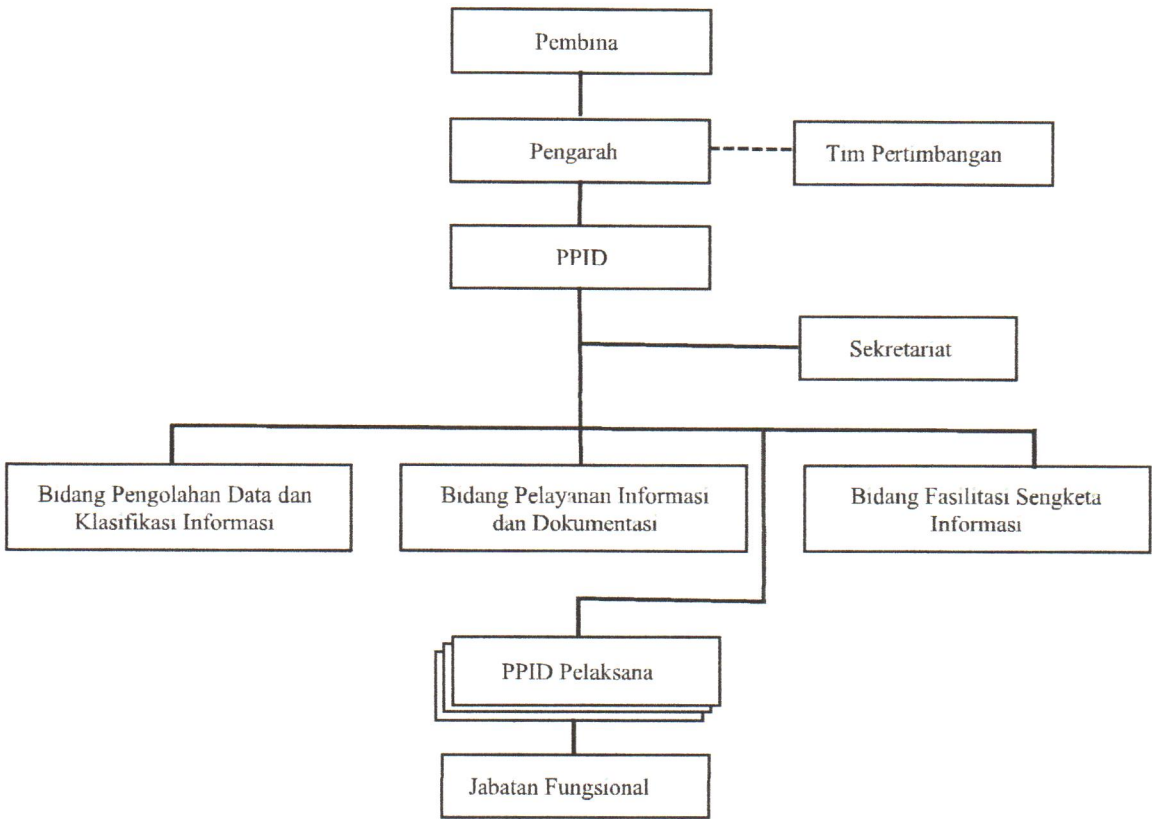 Pembina
Pengarah
Tim Pertimbangan
PPID
Sekretariat
Bidang Pengolahan Data dan
Klasifikasi Informasi
Bidang Pelayanan Informasi
dan Dokumentasi
Bidang Fasilitasi Sengketa
Informasi
PPID Pelaksana
Jabatan Fungsional